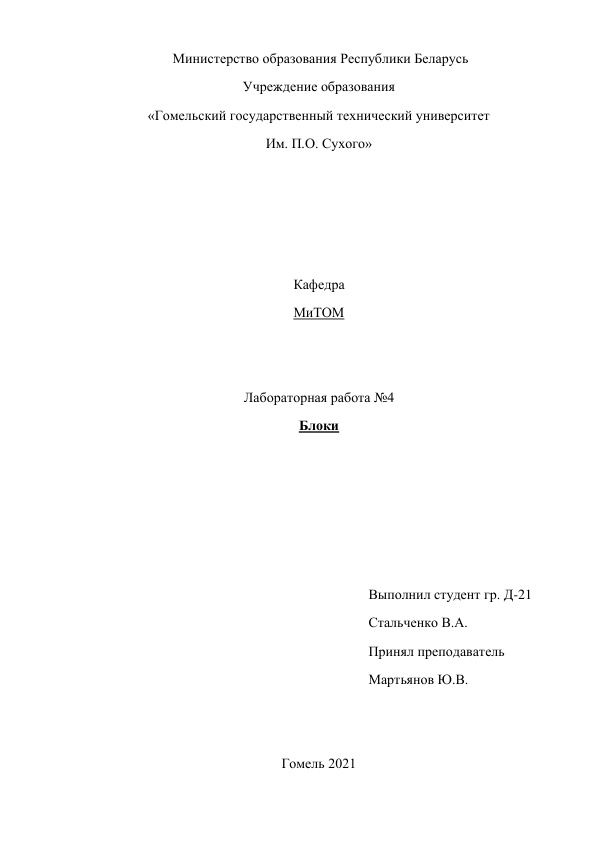 Министерство образования Республики Беларусь
Учреждение образования
«Гомельский государственный технический университет
Им. П.О. Сухого»
Кафедра
МиТОМ
Лабораторная работа №4
Блоки
Выполнил студент гр. Д-21
Стальченко В.А.
Принял преподаватель
Мартьянов Ю.В.
Гомель 2021